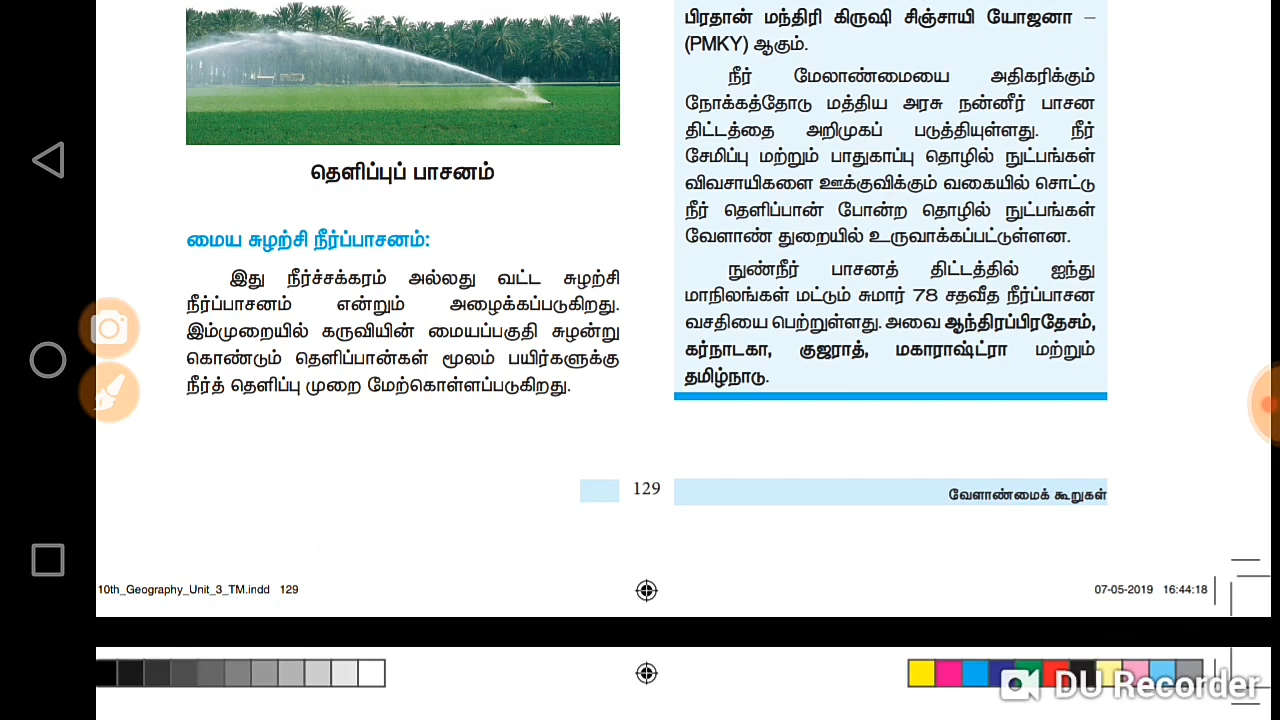 தெளிப்புப் பாசனம்
மைய சுழற்சி நீர்ப்பாசனம்:
இது நீர்ச்சக்கரம் அல்லது வட்ட சுழற்சி
நீர்ப்பாசனம் என்றும் அழைக்கப்படுகிறது.
இம்முறையில் கருவியின் மையப்பகுதி சுழன்று
கொண்டும் தெளிப்பான்கள் மூலம் பயிர்களுக்கு
நீர்த் தெளிப்பு முறை மேற்கொள்ளப்படுகிறது.
பிரதான் மந்திரி கிருஷி சிஞ்சாயி யோஜனா –
(PMKY) ஆகும்.
நீர் மேலாண்மையை அதிகரிக்கும்
நோக்கத்தோடு மத்திய அரசு நன்னீர் பாசன
திட்டத்தை அறிமுகப் படுத்தியுள்ளது. நீர்
சேமிப்பு மற்றும் பாதுகாப்பு தொழில் நுட்பங்கள்
விவசாயிகளை ஊக்குவிக்கும் வகையில் சொட்டு
நீர் தெளிப்பான் போன்ற தொழில் நுட்பங்கள்
வேளாண் துறையில் உருவாக்கப்பட்டுள்ளன.
நுண்நீர் பாசனத் திட்டத்தில் ஐந்து
மாநிலங்கள் மட்டும் சுமார் 78 சதவீத நீர்ப்பாசன
வசதியை பெற்றுள்ளது. அவை ஆந்திரப்பிரதேசம்,
கர்நாடகா, குஜராத், மகாராஷ்ட்ரா மற்றும்
தமிழ்நாடு.
129
வேளாண்மைக் கூறுகள்
10th_Geography_Unit_3_TM.indd 129
07-05-2019 16:44:18
DU Recorder